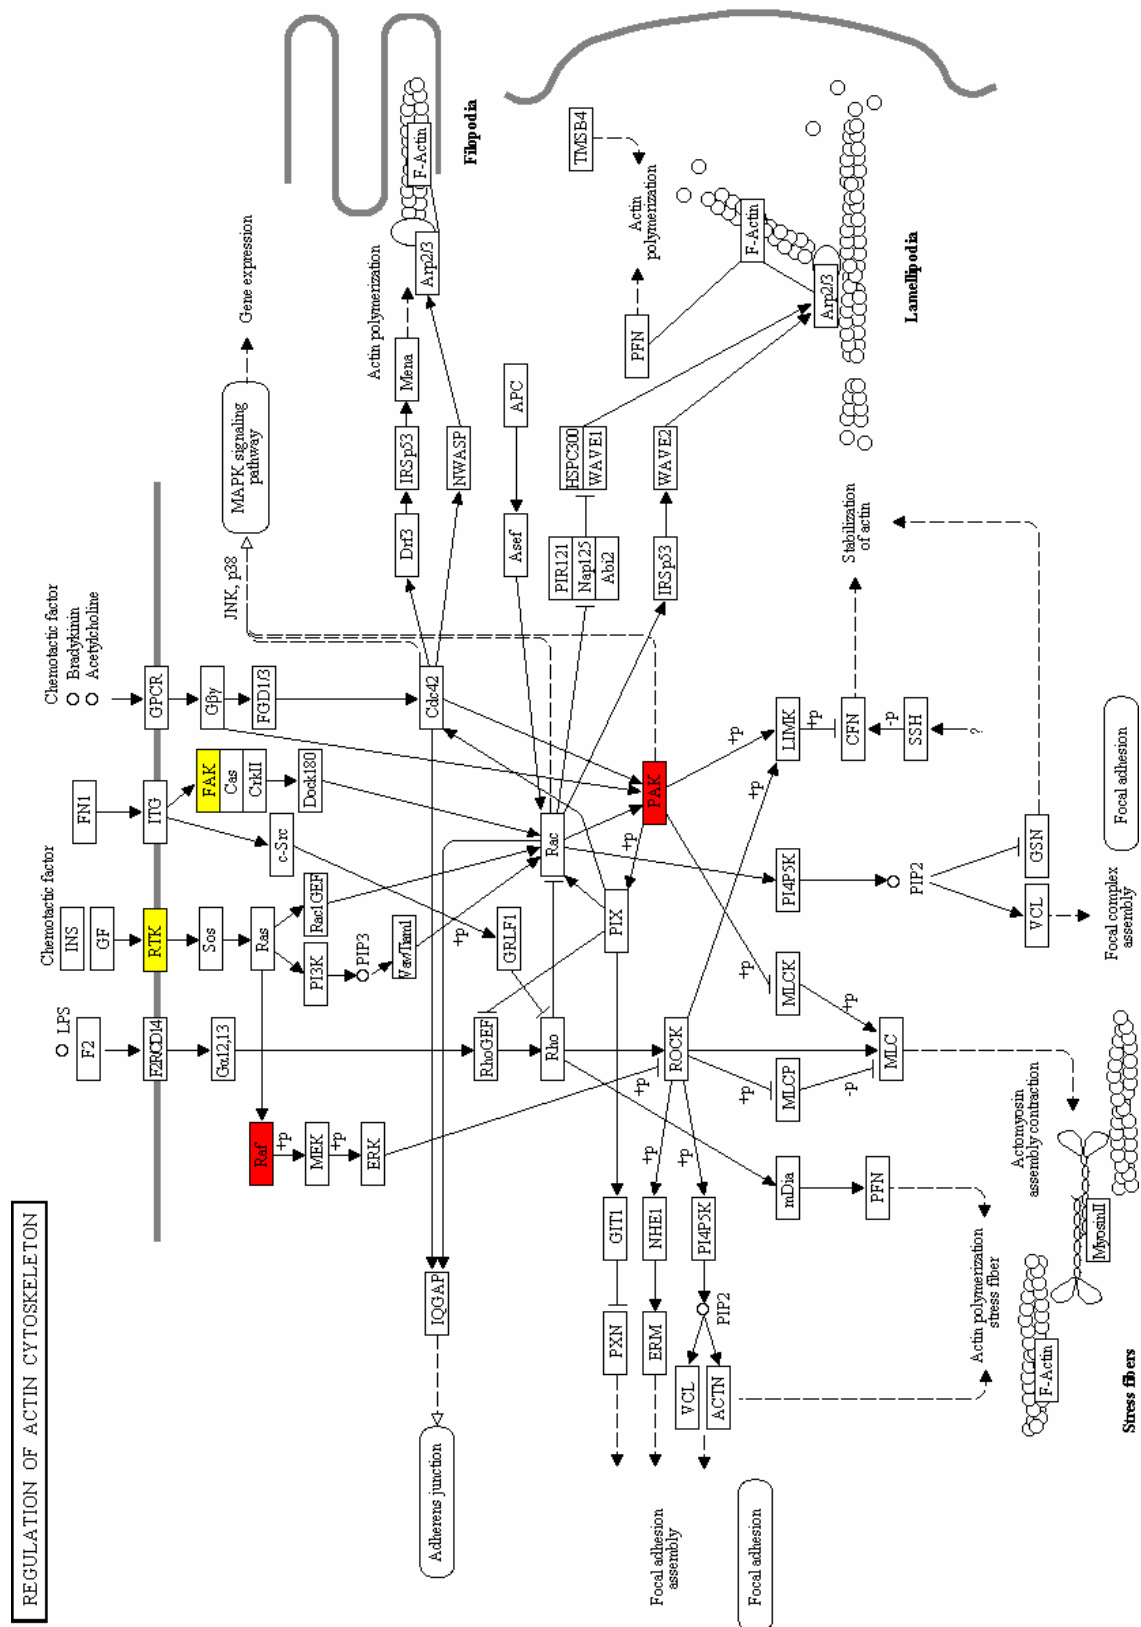 REGULATION OF ACTIN CYTOSKELETON
LPS
F2
F2R
CD14
Gα12,13
Chemotactic factor
INS
GF
RTK
Sos
Ras
Rac1GEF
PI3K
PIP3
Vav/Tiam1
Raf
+p
MEK
+p
ERK
FN1
ITG
FAK
Cas
CrkII
Dock180
c-Src
+p
GRLF1
Chemotactic factor
Bradykinin
Acetylcholine
GPCR
Gβγ
FGD1/3
Cdc42
JNK, p38
MAPK signaling
pathway
Gene expression
Drf3
IRSp53
Mena
Actin polymerization
NWASP
Arp2/3
F-Actin
Filopodia
APC
Asef
Rac
PIR121
Nap125
Abi2
HSPC300
WAVE1
IRSp53
WAVE2
TMSB4
Actin
polymerization
PFN
F-Actin
Arp2/3
Lamellipodia
IQGAP
Adherens junction
RhoGEF
Rho
PIX
+p
PAK
+p
+p
+p
+p
ROCK
GIT1
PXN
+p
NHE1
ERM
+p
PI4P5K
PIP2
VCL
ACTN
Focal adhesion
assembly
Focal adhesion
+p
MLCP
-p
MLCK
+p
MLC
mDia
PFN
Actin polymerization
stress fiber
Actomyosin
assembly contraction
MyosinII
F-Actin
Stress fibers
PI4P5K
PIP2
LIMK
+p
CFN
-p
SSH
?
Stabilization
of actin
VCL
GSN
Focal complex
assembly
Focal adhesion